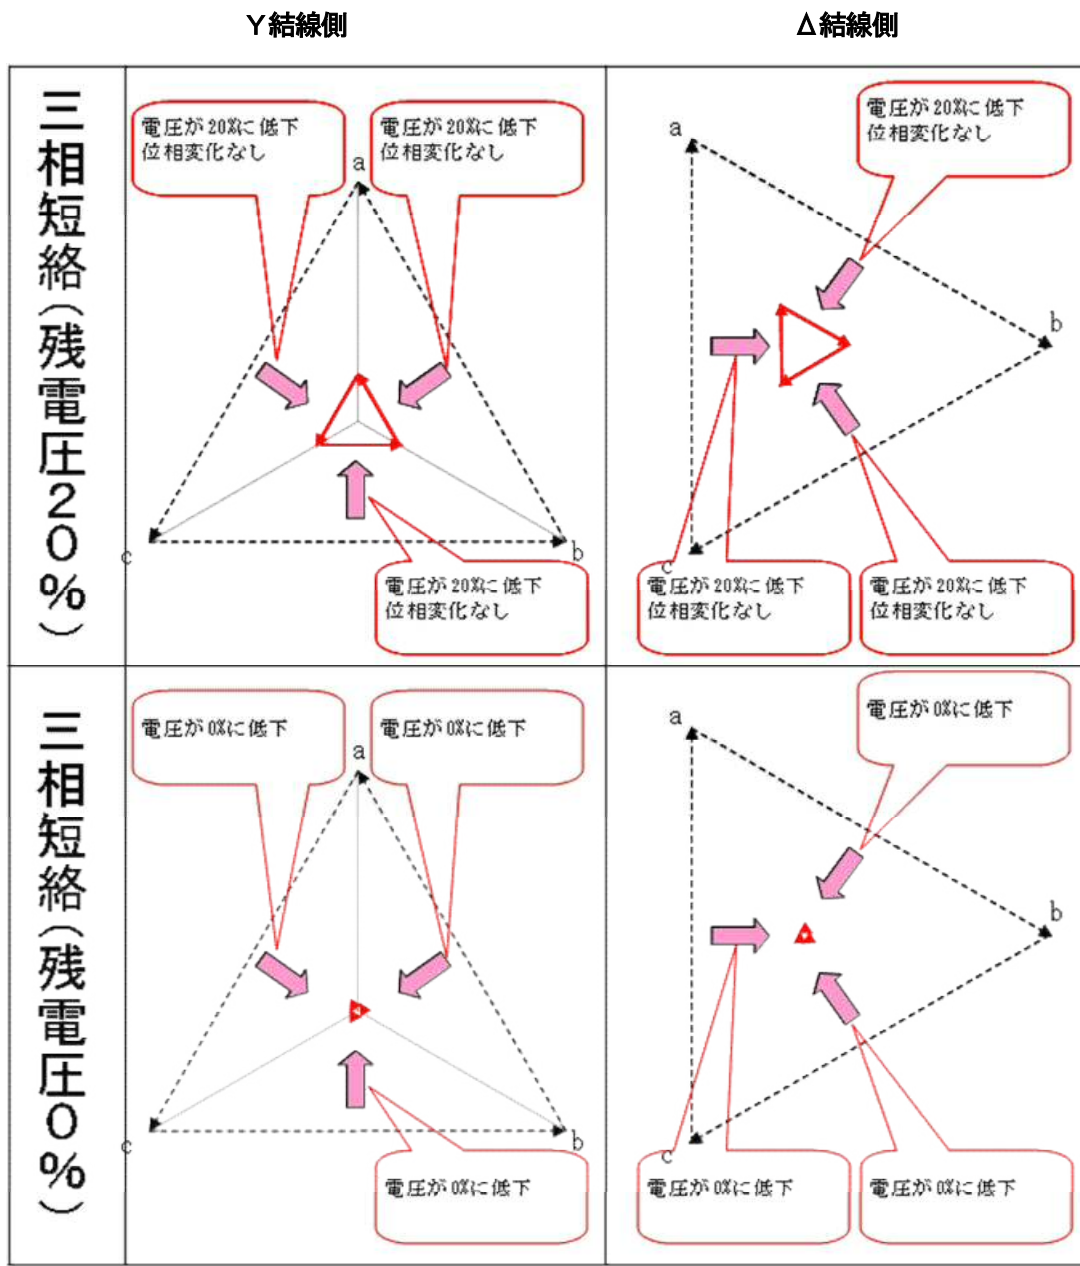 Y結線側
Δ結線側
三相短絡(残電圧20%)
電圧が20%に低下
位相変化なし
電圧が20%に低下
位相変化なし
a
c
b
電圧が20%に低下
位相変化なし
電圧が20%に低下
位相変化なし
a
b
c
電圧が20%に低下
位相変化なし
電圧が20%に低下
位相変化なし
三相短絡(残電圧0%)
電圧が0%に低下
電圧が0%に低下
a
c
b
電圧が0%に低下
電圧が0%に低下
a
b
c
電圧が0%に低下
電圧が0%に低下